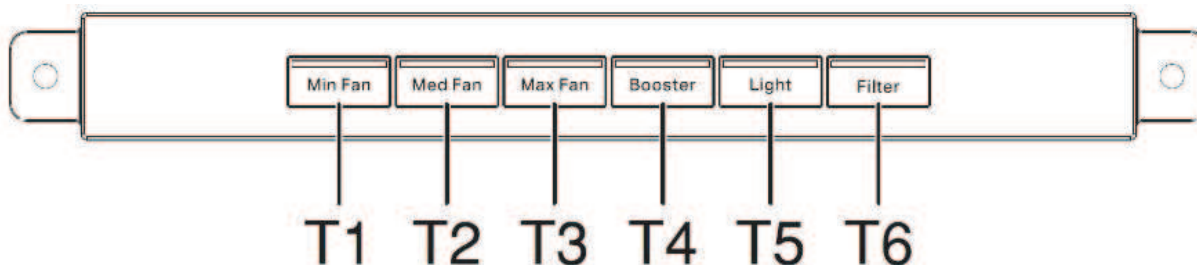 Min Fan Med Fan Max Fan Booster Light Filter
T1 T2 T3 T4 T5 T6